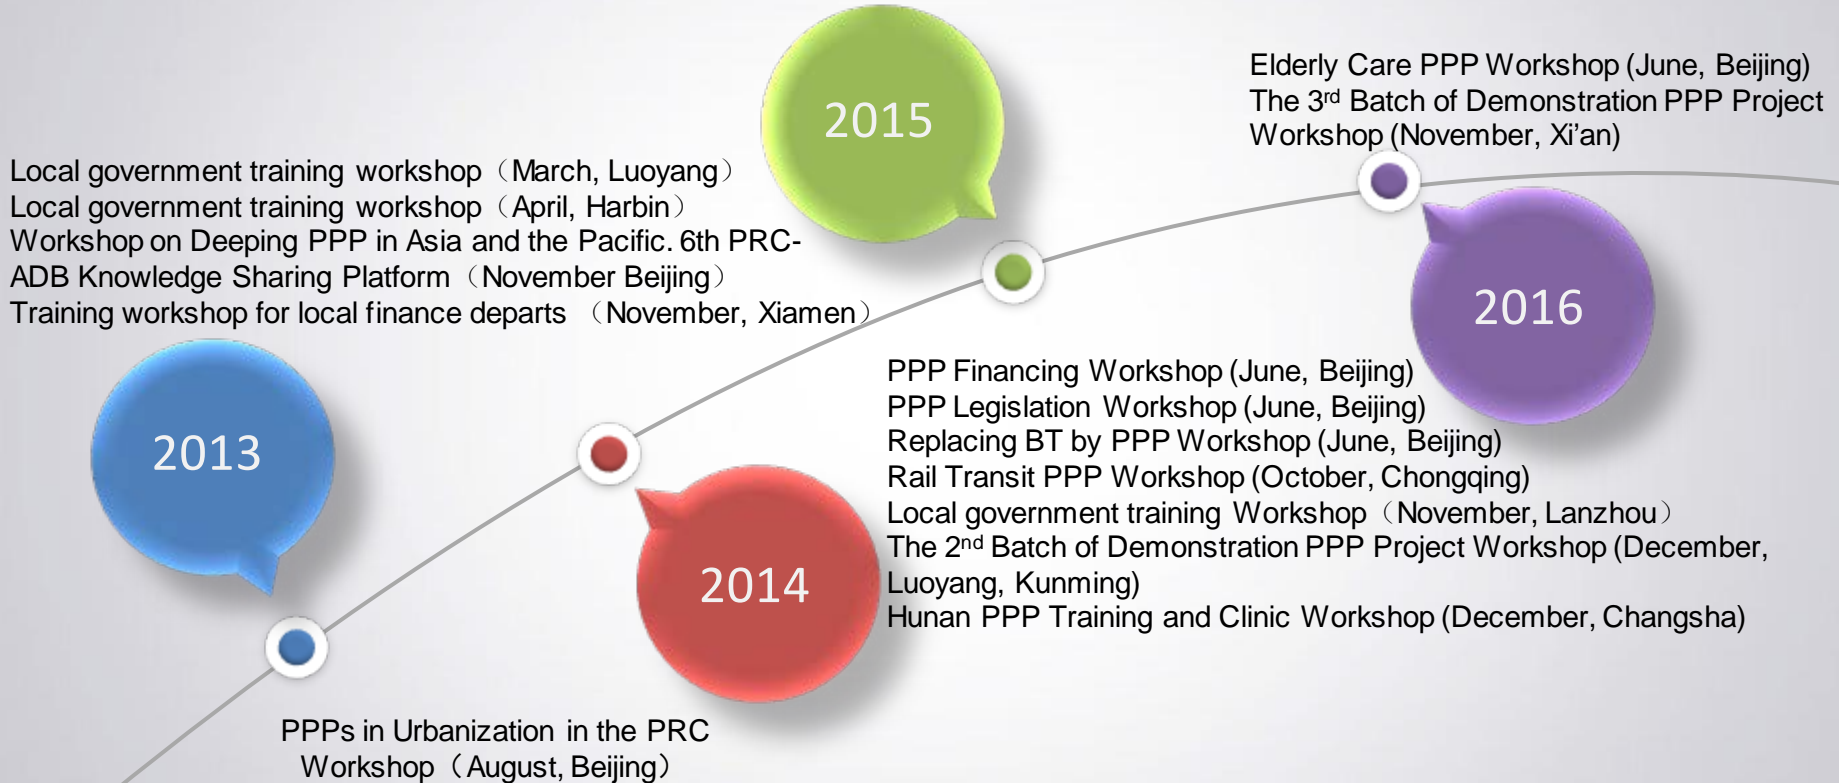 2015
Elderly Care PPP Workshop (June, Beijing)
The 3rd Batch of Demonstration PPP Project
Workshop (November, Xi’an)
Local government training workshop（March, Luoyang）
Local government training workshop（April, Harbin）
Workshop on Deeping PPP in Asia and the Pacific. 6th PRC-
ADB Knowledge Sharing Platform（November Beijing）
Training workshop for local finance departs （November, Xiamen）
2016
2013
PPP Financing Workshop (June, Beijing)
PPP Legislation Workshop (June, Beijing)
Replacing BT by PPP Workshop (June, Beijing)
Rail Transit PPP Workshop (October, Chongqing)
Local government training Workshop（November, Lanzhou）
The 2nd Batch of Demonstration PPP Project Workshop (December,
Luoyang, Kunming)
Hunan PPP Training and Clinic Workshop (December, Changsha)
2014
PPPs in Urbanization in the PRC
Workshop（August, Beijing）